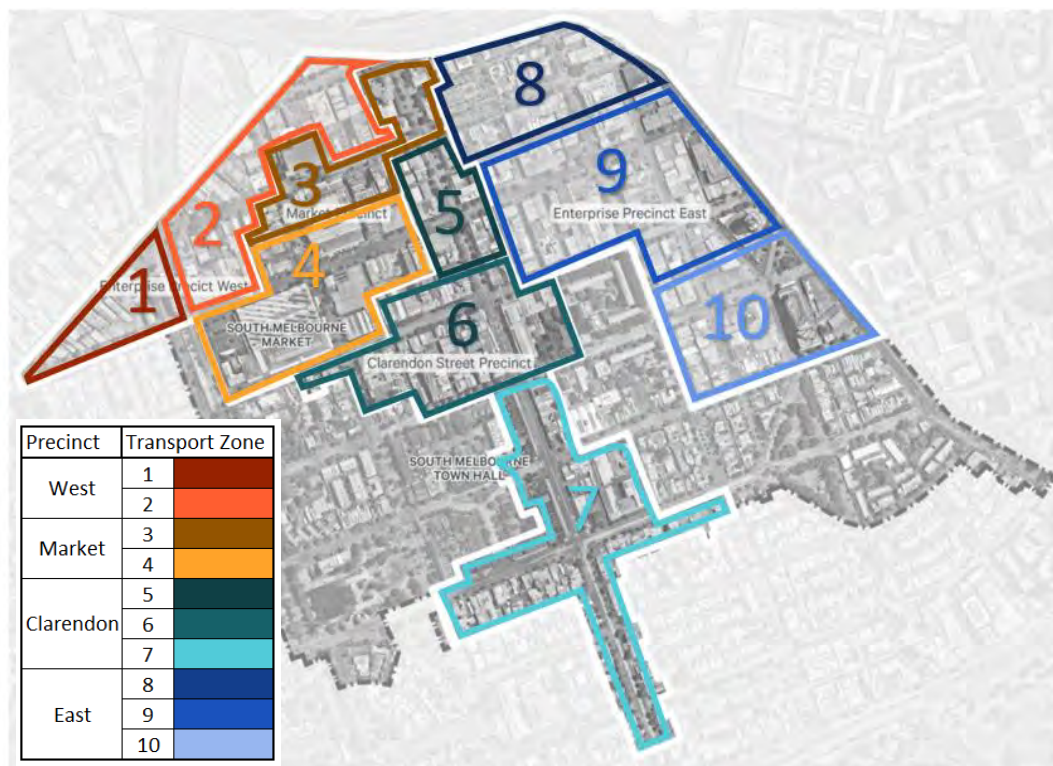 8
5
9
3
Market Precinct
Enterprise Precinct East
2
4
1
Enterprise Precict West
10
SOUTH MELBOURNE
MARKET
6
Clarendon Street Precinct
SOUTH MELBOURNE
TOWN HALL
7
Precinct Transport Zone
West 1
2
Market 3
4
Clarendon 5
6
7
East 8
9
10